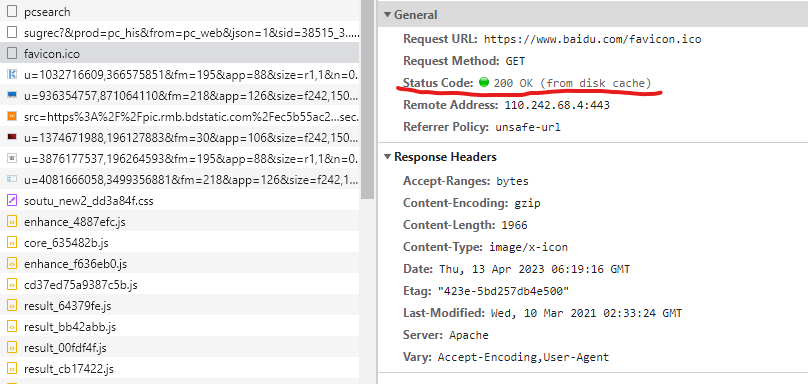 pcsearch
sugrec?&prod=pc_his&from=pc_web&json=1&sid=38515_3....
favicon.ico
u=1032716609,366575851&fm=195&app=88&size=r1,1&n=0.
u=936354757,871064110&fm=218&app=126&size=f242,150...
src=https%3A%2F%2Fpic.rmb.bdstatic.com%2Fec5b55ac2...sec.
u=1374671988,196127883&fm=30&app=106&size=f242,150...
u=3876177537,196264593&fm=195&app=88&size=r1,1&n=0.
u=4081666058,3499356881&fm=218&app=126&size=f242,1...
soutu_new2_dd3a84f.css
enhance_4887efc.js
core_635482b.js
enhance_f636eb0.js
cd37ed75a9387c5b.js
result_64379fe.js
result_bb42abb.js
result_00fdf4f.js
result_cb17422.js
General
Request URL: https://www.baidu.com/favicon.ico
Request Method: GET
Status Code: 200 OK (from disk cache)
Remote Address: 110.242.68.4:443
Referrer Policy: unsafe-url
Response Headers
Accept-Ranges: bytes
Content-Encoding: gzip
Content-Length: 1966
Content-Type: image/x-icon
Date: Thu, 13 Apr 2023 06:19:16 GMT
Etag: "423e-5bd257db4e500"
Last-Modified: Wed, 10 Mar 2021 02:33:24 GMT
Server: Apache
Vary: Accept-Encoding,User-Agent